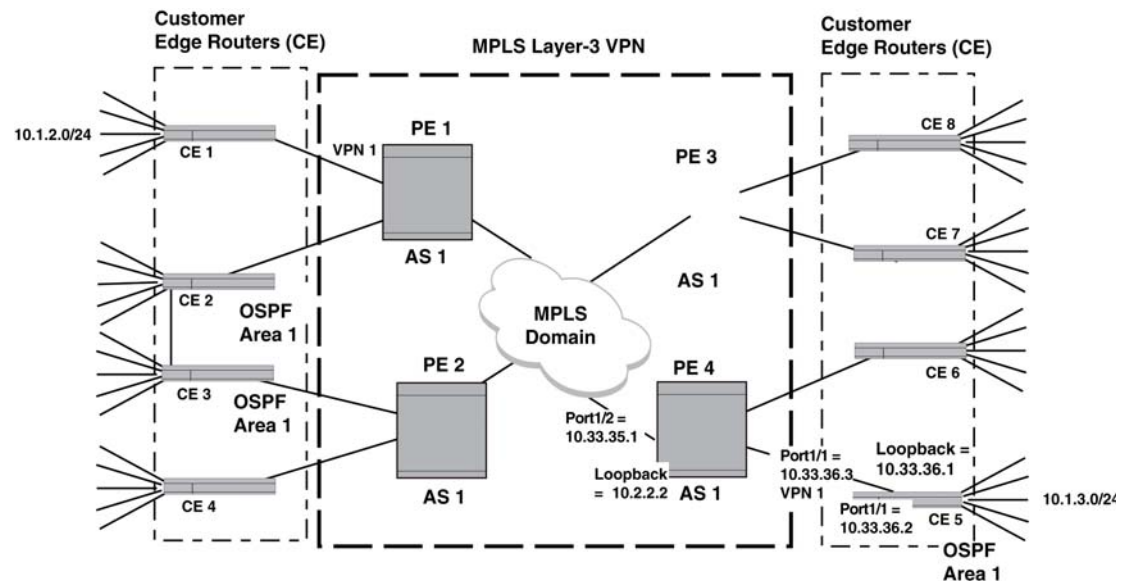 Customer
Edge Routers (CE)
MPLS Layer-3 VPN
Customer
Edge Routers (CE)
10.1.2.0/24
CE 1
VPN 1
PE 1
AS 1
PE 3
AS 1
CE 8
CE 7
CE 2
OSPF
Area 1
MPLS
Domain
CE 3
OSPF
Area 1
PE 2
AS 1
PE 4
AS 1
CE 6
Port1/2 =
10.33.35.1
Loopback
= 10.2.2.2
Port1/1 =
10.33.36.3
VPN 1
Loopback =
10.33.36.1
CE 4
Port1/1 =
10.33.36.2
CE 5
10.1.3.0/24
OSPF
Area 1